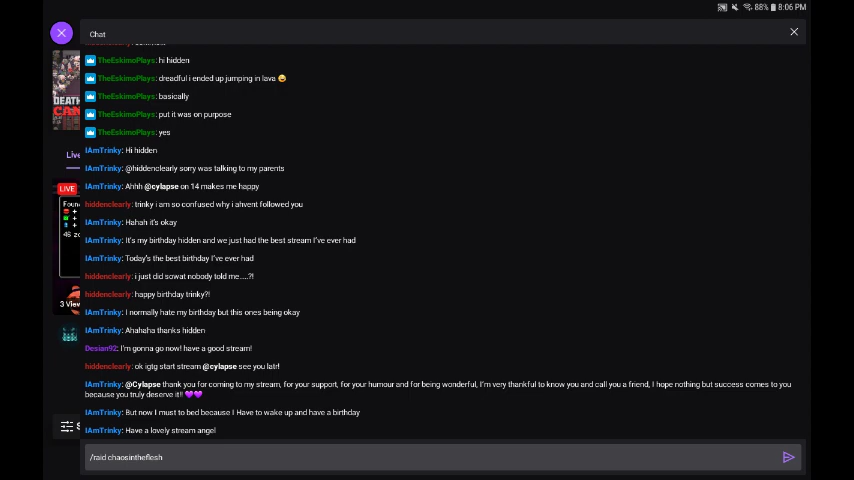 88% 8:06 PM
Chat
TheEskimoPlays: hi hidden
DEATH
TheEskimoPlays: dreadful i ended up jumping in lava
CAN
TheEskimoPlays: basically
TheEskimoPlays: put it was on purpose
TheEskimoPlays: yes
Live
IAmTrinky: Hi hidden
IAmTrinky: @hiddenclearly sorry was talking to my parents
LIVE
IAmTrinky: Ahhh @cylapse on 14 makes me happy
hiddenclearly: trinky i am so confused why i ahvent followed you
IAmTrinky: Hahah it's okay
IAmTrinky: It's my birthday hidden and we just had the best stream I've ever had
IAmTrinky: Today's the best birthday I've ever had
hiddenclearly: i just did sowat nobody told me.....?!
hiddenclearly: happy birthday trinky?!
3 View
IAmTrinky: I normally hate my birthday but this ones being okay
IAmTrinky: Ahahaha thanks hidden
Desian92: I'm gonna go now! have a good stream!
hiddenclearly: ok igtg start stream @cylapse see you latr!
IAmTrinky: @Cylapse thank you for coming to my stream, for your support, for your humour and for being wonderful, I'm very thankful to know you and call you a friend, I hope nothing but success comes to you
because you truly deserve it!! 💜💜
IAmTrinky: But now I must to bed because I Have to wake up and have a birthday
IAmTrinky: Have a lovely stream angel
/raid chaosintheflesh